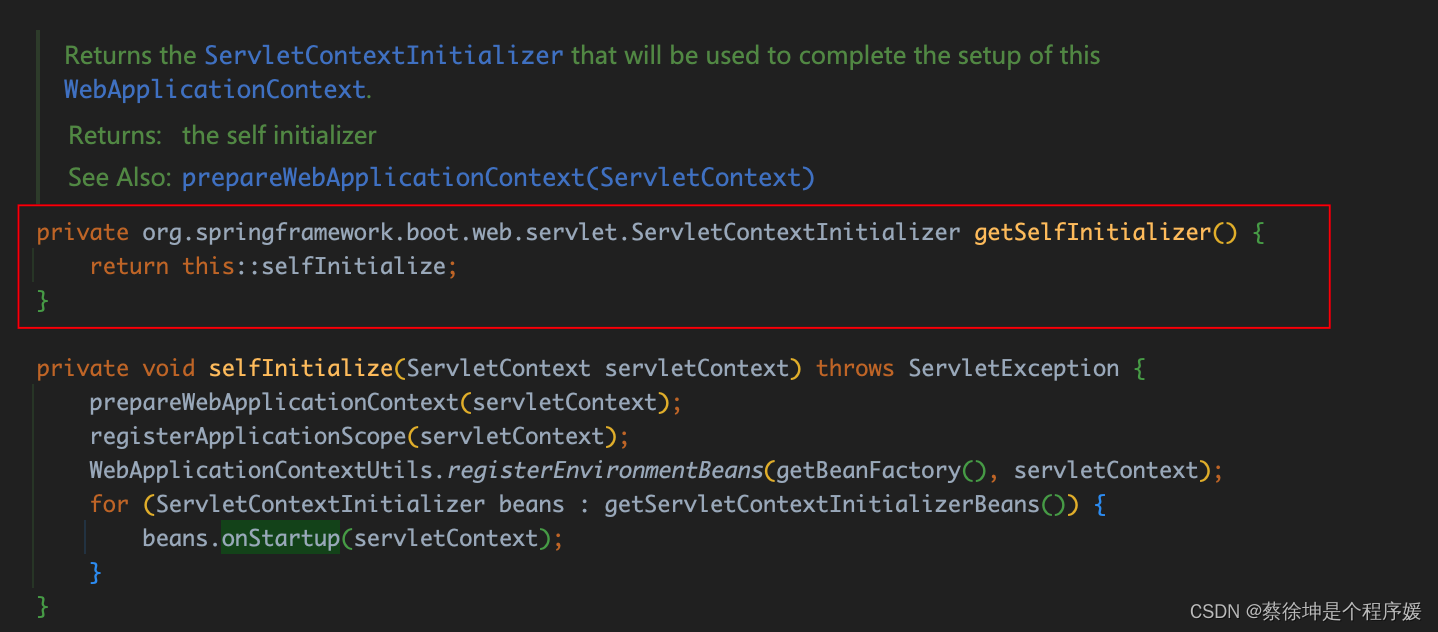 Returns the ServletContextInitializer that will be used to complete the setup of this
WebApplicationContext.
Returns: the self initializer
See Also: prepareWebApplicationContext(ServletContext)
private org.springframework.boot.web.servlet.ServletContextInitializer getSelfInitializer() {
    return this::selfInitialize;
}
private void selfInitialize(ServletContext servletContext) throws ServletException {
    prepareWebApplicationContext(servletContext);
    registerApplicationScope(servletContext);
    WebApplicationContextUtils.registerEnvironmentBeans(getBeanFactory(), servletContext);
    for (ServletContextInitializer beans : getServletContextInitializerBeans()) {
        beans.onStartup(servletContext);
    }
}
CSDN @蔡徐坤是个程序媛